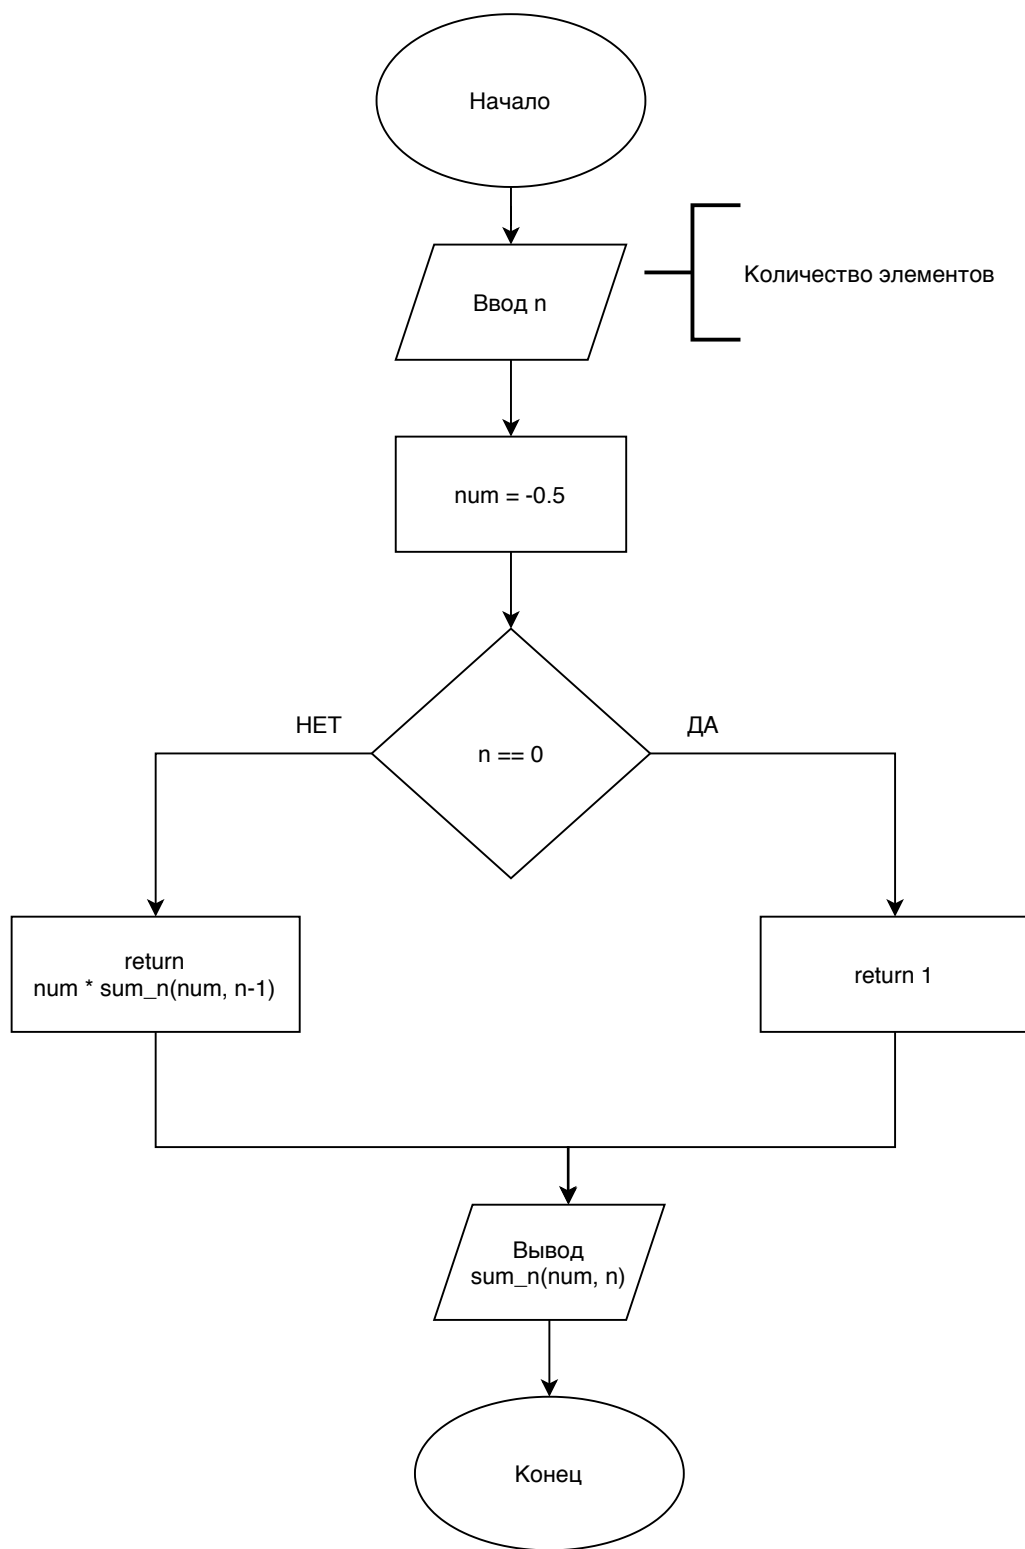 Начало
Ввод n
Количество элементов
num = -0.5
НЕТ
ДА
n == 0
return
num * sum_n(num, n-1)
return 1
Вывод
sum_n(num, n)
Конец